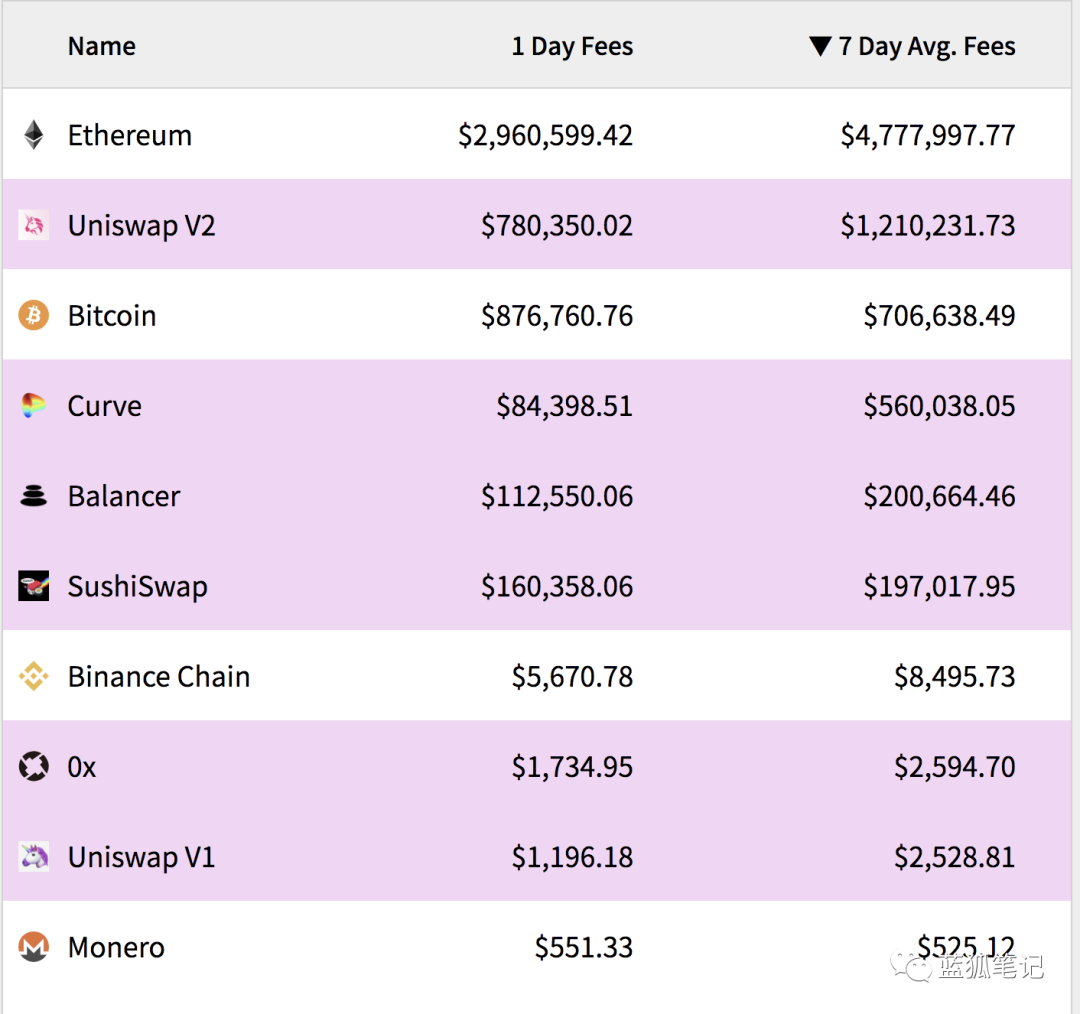 Name 1 Day Fees ▼ 7 Day Avg. Fees
Ethereum $2,960,599.42 $4,777,997.77
Uniswap V2 $780,350.02 $1,210,231.73
Bitcoin $876,760.76 $706,638.49
Curve $84,398.51 $560,038.05
Balancer $112,550.06 $200,664.46
SushiSwap $160,358.06 $197,017.95
Binance Chain $5,670.78 $8,495.73
0x $1,734.95 $2,594.70
Uniswap V1 $1,196.18 $2,528.81
Monero $551.33 $525.12
蓝狐笔记